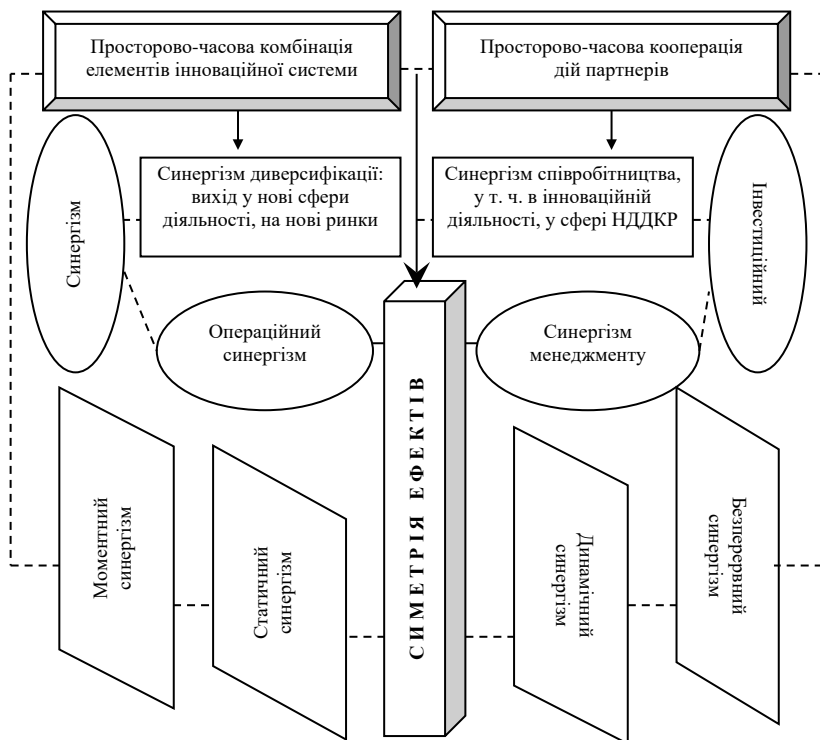 Просторово-часова комбінація
елементів інноваційної системи
Просторово-часова кооперація
дій партнерів
Синергізм диверсифікації:
вихід у нові сфери
діяльності, на нові ринки
Синергізм співробітництва,
у т. ч. в інноваційній
діяльності, у сфері НДДКР
Синергізм
Інвестиційний
Операційний
синергізм
Синергізм
менеджменту
СИМЕТРІЯ ЕФЕКТІВ
Моментний
синергізм
Статичний
синергізм
Динамічний
синергізм
Безперервний
синергізм